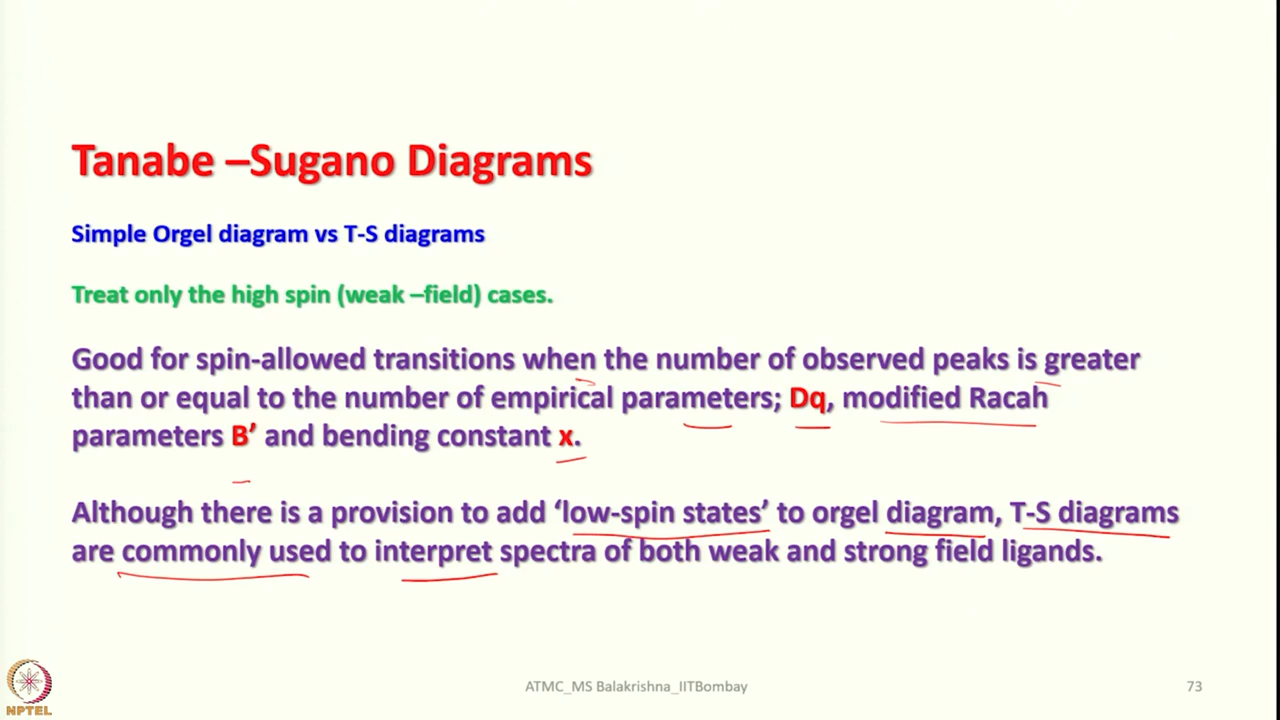 Tanabe –Sugano Diagrams
Simple Orgel diagram vs T-S diagrams
Treat only the high spin (weak –field) cases.
Good for spin-allowed transitions when the number of observed peaks is greater
than or equal to the number of empirical parameters; Dq, modified Racah
parameters B’ and bending constant x.
Although there is a provision to add ‘low-spin states’ to orgel diagram, T-S diagrams
are commonly used to interpret spectra of both weak and strong field ligands.
NPTEL
ATMC_MS Balakrishna_IITBombay
73